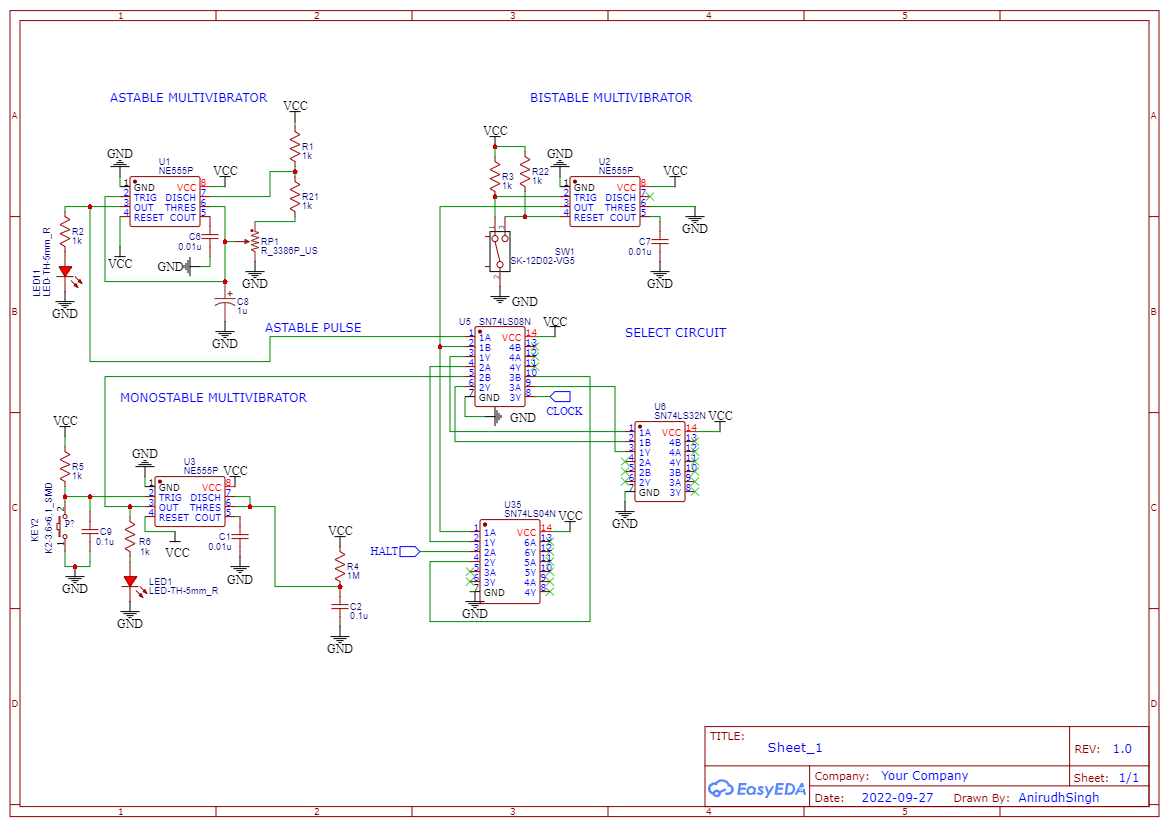 1 2 3 4 5
A A
B B
C C
D D
1 2 3 4 5
ASTABLE MULTIVIBRATOR
VCC
R1
1k
R21
1k
GND
U1
NE555P
VCC
1 GND VCC 8
2 TRIG DISCH 7
3 OUT THRES 6
4 RESET COUT 5
R2
1k
LED11
LED-TH-5mm_R
GND
VCC
C6
0.01u
GND
RP1
R_3386P_US
GND
C8
1u
GND
ASTABLE PULSE
BISTABLE MULTIVIBRATOR
VCC
R3
1k
R22
1k
GND
U2
NE555P
VCC
1 GND VCC 8
2 TRIG DISCH 7
3 OUT THRES 6
4 RESET COUT 5
GND
C7
0.01u
GND
1 3
2
SW1
SK-12D02-VG5
GND
SELECT CIRCUIT
U5 SN74LS08N
VCC
1 1A VCC 14
2 1B 4B 13
3 1Y 4A 12
4 2A 4Y 11
5 2B 3B 10
6 2Y 3A 9
7 GND 3Y 8
GND
CLOCK
U6
SN74LS32N
VCC
1 1A VCC 14
2 1B 4B 13
3 1Y 4A 12
4 2A 4Y 11
5 2B 3B 10
6 2Y 3A 9
7 GND 3Y 8
GND
MONOSTABLE MULTIVIBRATOR
VCC
R5
1k
KEY2
K2-3.6×6.1_SMD
2
P?
1
C9
0.1u
GND
GND
U3
NE555P
VCC
1 GND VCC 8
2 TRIG DISCH 7
3 OUT THRES 6
4 RESET COUT 5
R6
1k
VCC
C1
0.01u
GND
LED1
LED-TH-5mm_R
GND
VCC
R4
1M
C2
0.1u
GND
HALT
U35
SN74LS04N
VCC
1 1A VCC 14
2 1Y 6A 13
3 2A 6Y 12
4 2Y 5A 11
5 3A 5Y 10
6 3Y 4A 9
7 GND 4Y 8
GND
TITLE:
Sheet_1
REV: 1.0
EasyEDA
Company: Your Company
Sheet: 1/1
Date: 2022-09-27 Drawn By: AnirudhSingh